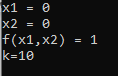 x1 = 0
x2 = 0
f(x1,x2) = 1
k=10